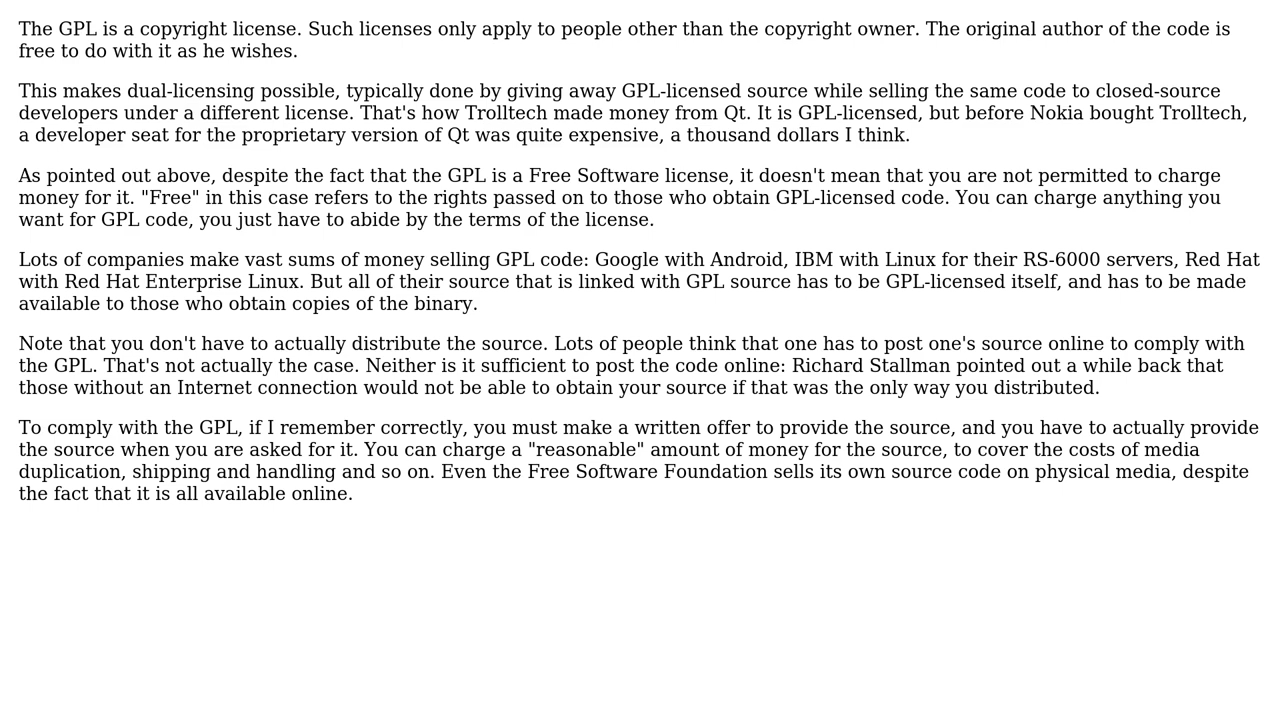 The GPL is a copyright license. Such licenses only apply to people other than the copyright owner. The original author of the code is
free to do with it as he wishes.
This makes dual-licensing possible, typically done by giving away GPL-licensed source while selling the same code to closed-source
developers under a different license. That's how Trolltech made money from Qt. It is GPL-licensed, but before Nokia bought Trolltech,
a developer seat for the proprietary version of Qt was quite expensive, a thousand dollars I think.
As pointed out above, despite the fact that the GPL is a Free Software license, it doesn't mean that you are not permitted to charge
money for it. "Free" in this case refers to the rights passed on to those who obtain GPL-licensed code. You can charge anything you
want for GPL code, you just have to abide by the terms of the license.
Lots of companies make vast sums of money selling GPL code: Google with Android, IBM with Linux for their RS-6000 servers, Red Hat
with Red Hat Enterprise Linux. But all of their source that is linked with GPL source has to be GPL-licensed itself, and has to be made
available to those who obtain copies of the binary.
Note that you don't have to actually distribute the source. Lots of people think that one has to post one's source online to comply with
the GPL. That's not actually the case. Neither is it sufficient to post the code online: Richard Stallman pointed out a while back that
those without an Internet connection would not be able to obtain your source if that was the only way you distributed.
To comply with the GPL, if I remember correctly, you must make a written offer to provide the source, and you have to actually provide
the source when you are asked for it. You can charge a "reasonable" amount of money for the source, to cover the costs of media
duplication, shipping and handling and so on. Even the Free Software Foundation sells its own source code on physical media, despite
the fact that it is all available online.